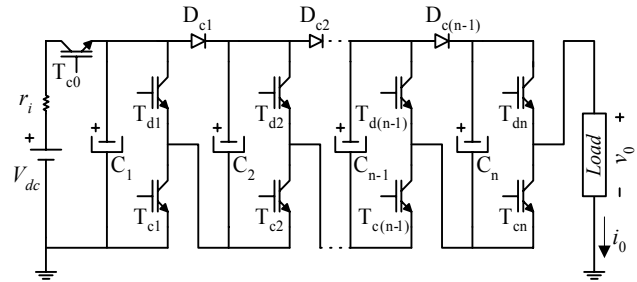 D_c1 D_c2 D_c(n-1)
T_c0
r_i
T_d1 T_d2 T_d(n-1) T_dn
+ + + + + +
V_dc C_1 C_2 C_n-1 C_n Load v_0
T_c1 T_c2 T_c(n-1) T_cn
i_0